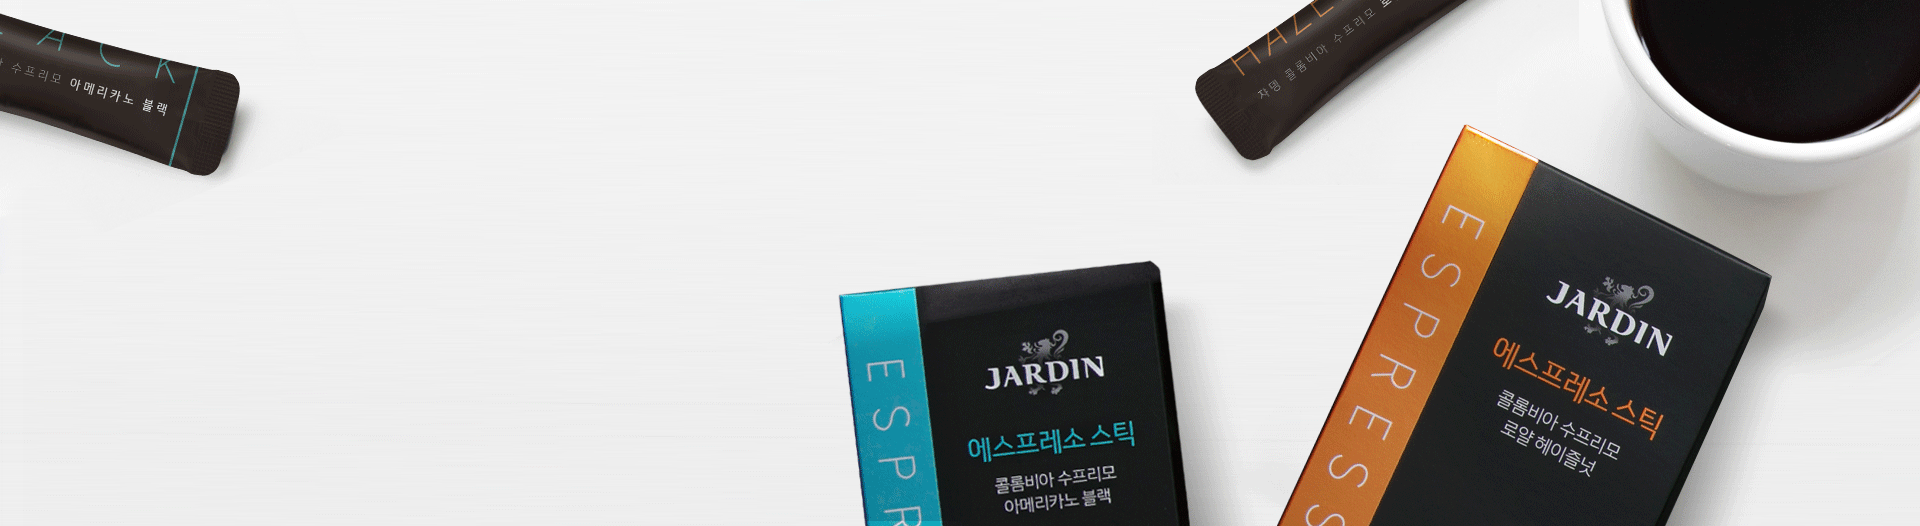 ACK
수프리모 아메리카노 블랙
HAZE
자뎅 콜롬비아 수프리모
ESPR
JARDIN
에스프레소 스틱
콜롬비아 수프리모
아메리카노 블랙
ESPRESS
JARDIN
에스프레소 스틱
콜롬비아 수프리모
로얄 헤이즐넛